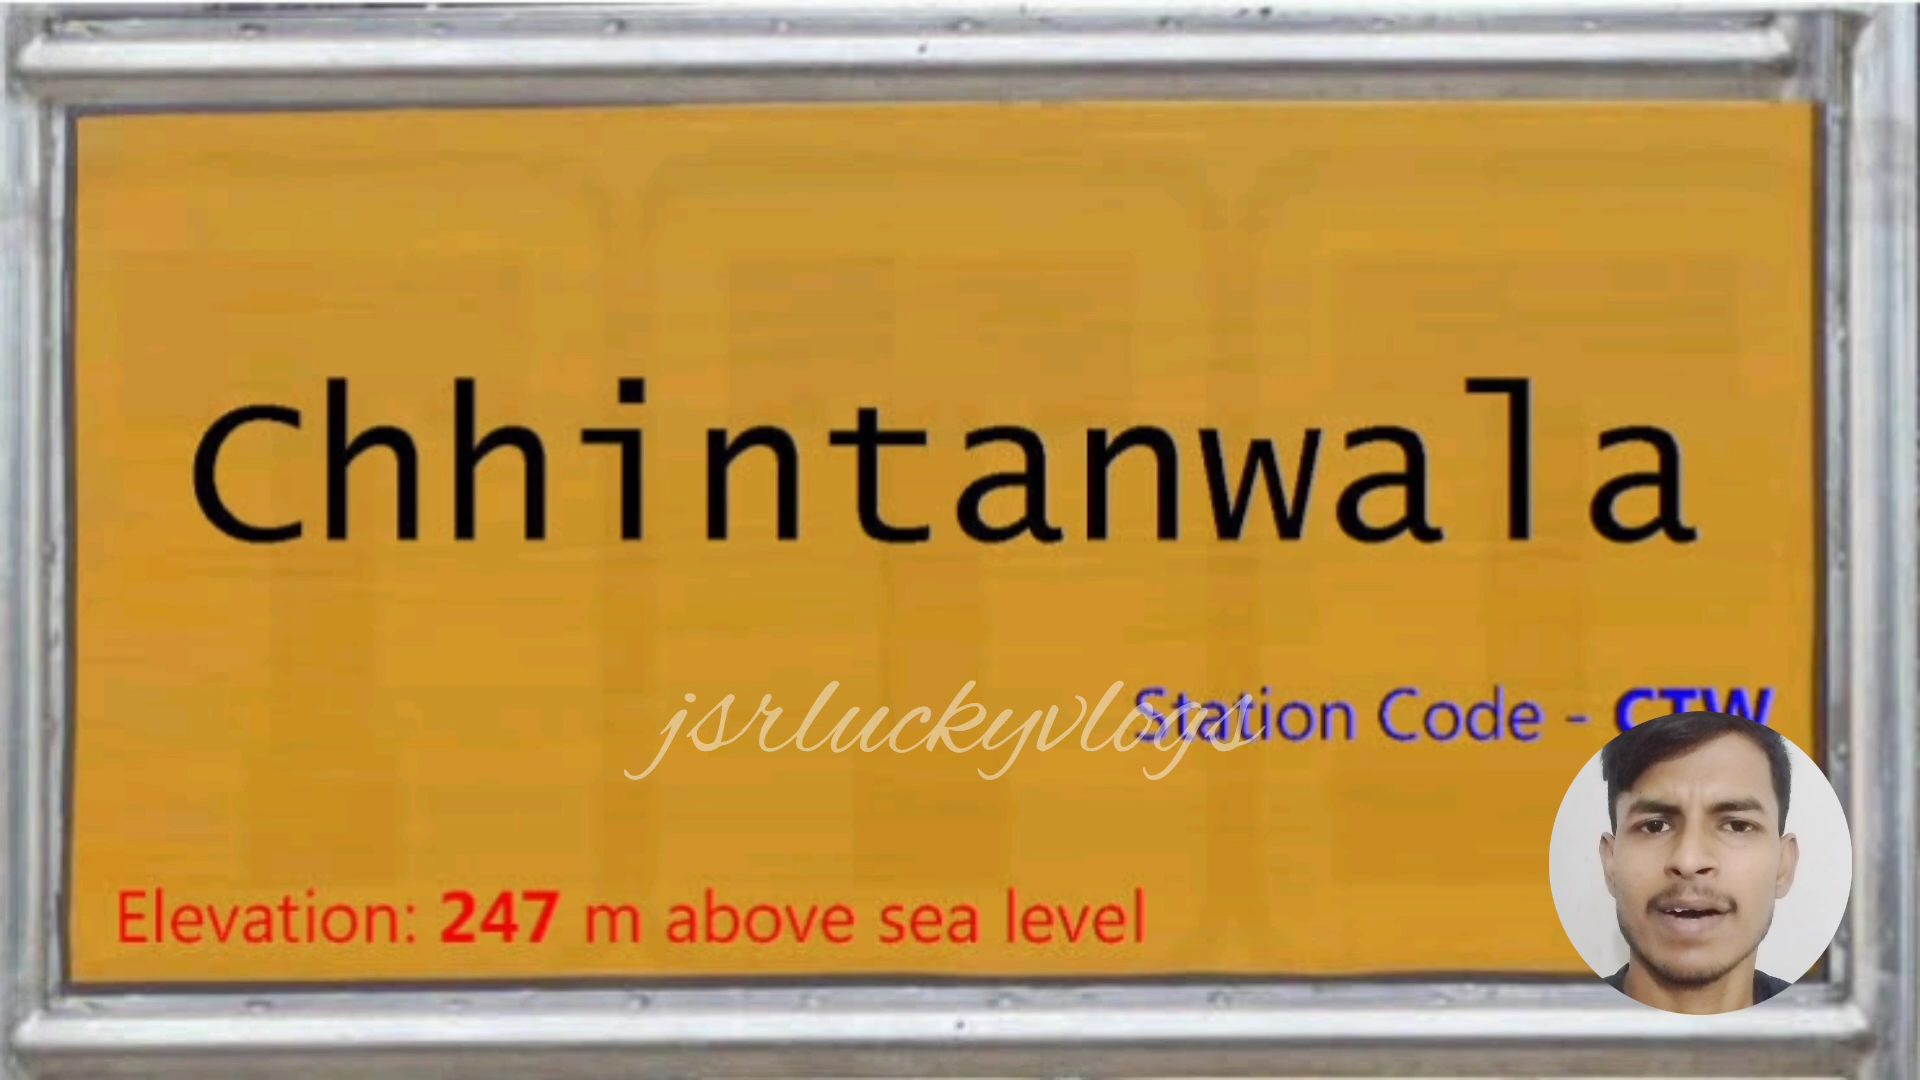 Chhintanwala
Station Code - CTW
jsrluckyvlogs
Elevation: 247 m above sea level